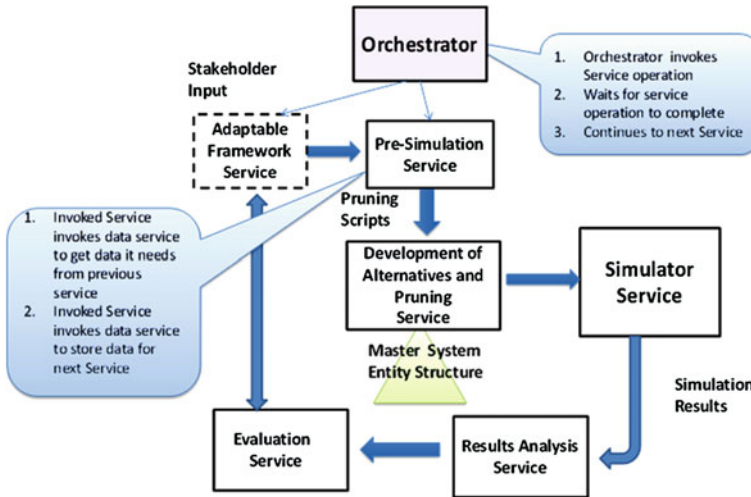 Orchestrator
1. Orchestrator invokes
Service operation
2. Waits for service
operation to complete
3. Continues to next Service
Stakeholder
Input
Adaptable
Framework
Service
Pre-Simulation
Service
Pruning
Scripts
1. Invoked Service
invokes data service
to get data it needs
from previous
service
2. Invoked Service
invokes data service
to store data for
next Service
Development of
Alternatives and
Pruning
Service
Simulator
Service
Master System
Entity Structure
Simulation
Results
Evaluation
Service
Results Analysis
Service